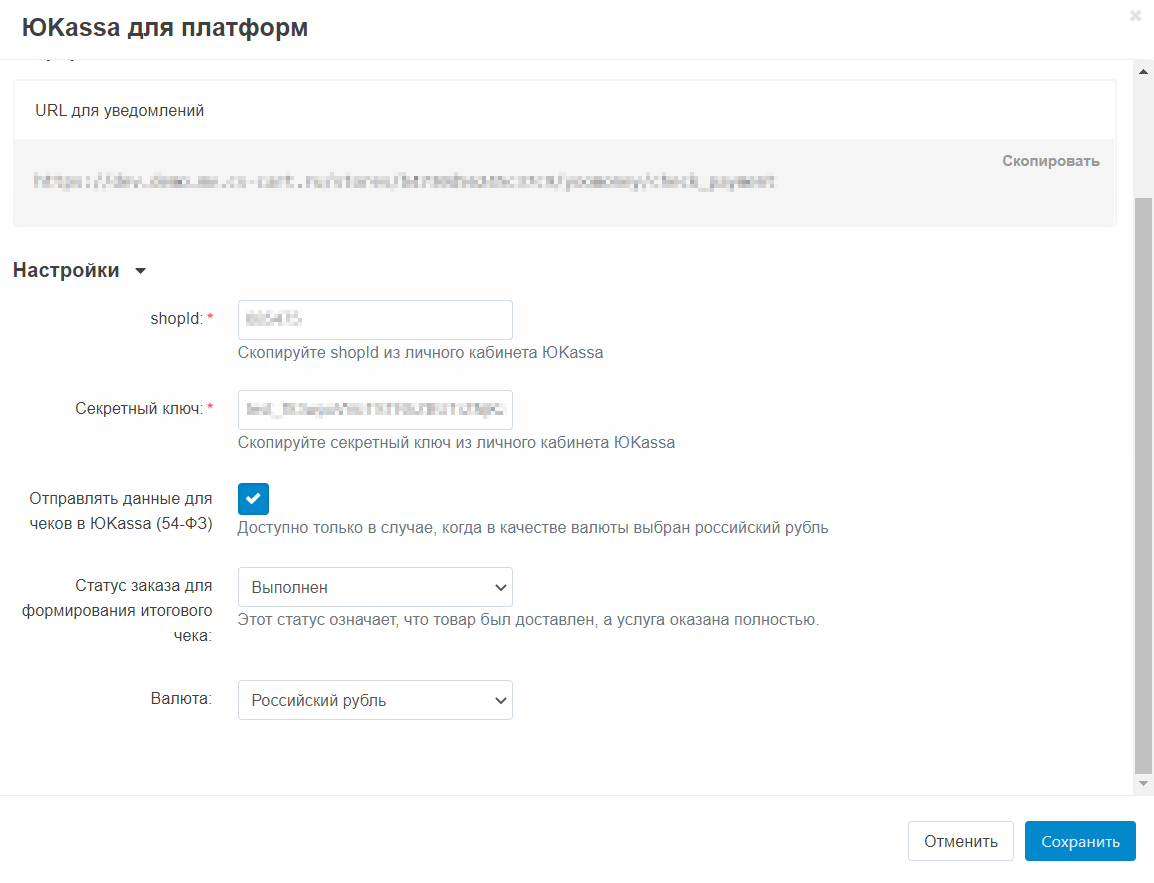 ЮKassa для платформ
URL для уведомлений
Скопировать
Настройки
shopId: *
Скопируйте shopId из личного кабинета ЮKassa
Секретный ключ: *
Скопируйте секретный ключ из личного кабинета ЮKassa
Отправлять данные для
чеков в ЮKassa (54-ФЗ)
Доступно только в случае, когда в качестве валюты выбран российский рубль
Статус заказа для
формирования итогового
чека:
Выполнен
Этот статус означает, что товар был доставлен, а услуга оказана полностью.
Валюта:
Российский рубль
Отменить
Сохранить